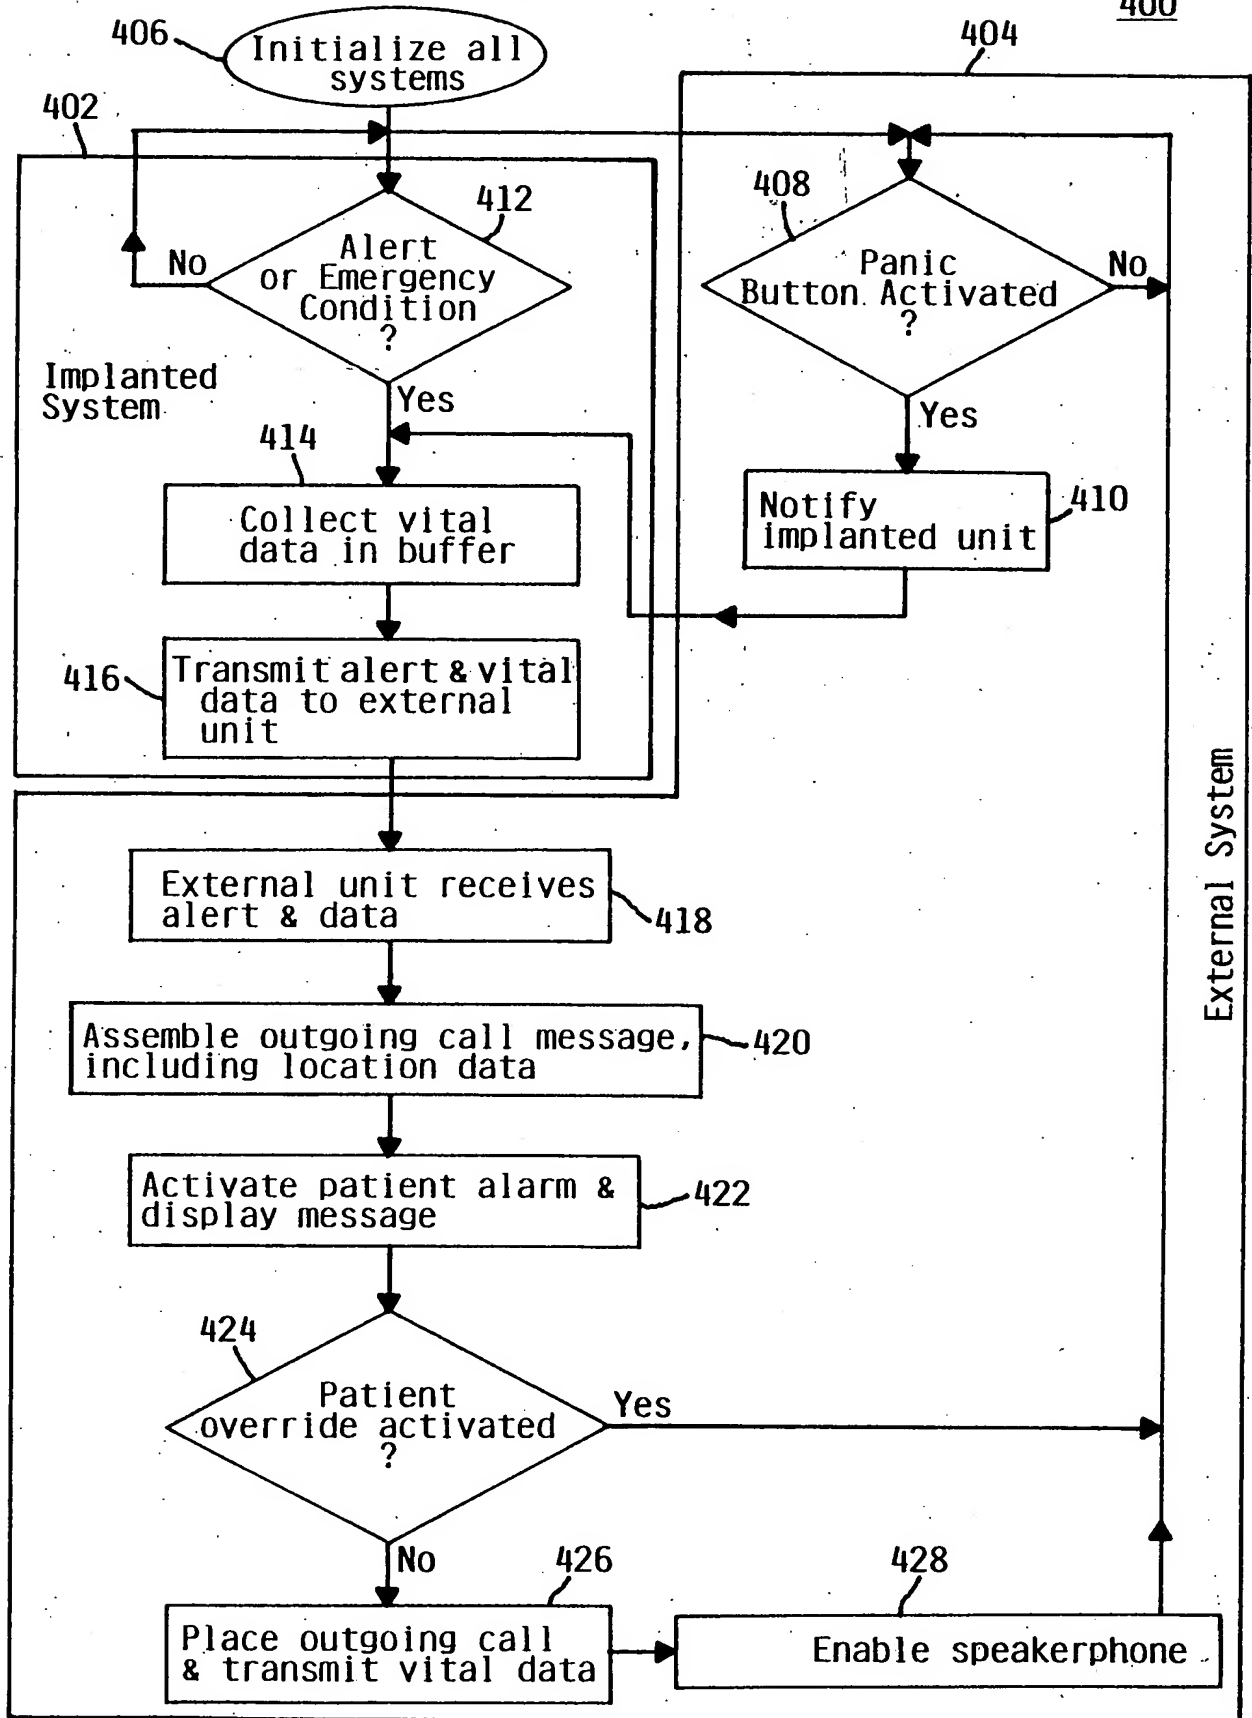 400
406
Initialize all
systems
404
402
412
408
Alert
or Emergency
Condition
?
No
Panic
Button Activated
?
No
Implanted
System
Yes
Yes
414
Collect vital
data in buffer
Notify
implanted unit
410
416
Transmit alert & vital
data to external
unit
External System
External unit receives
alert & data
418
Assemble outgoing call message,
including location data
420
Activate patient alarm &
display message
422
424
Patient
override activated
?
Yes
No
426
428
Place outgoing call
& transmit vital data
Enable speakerphone